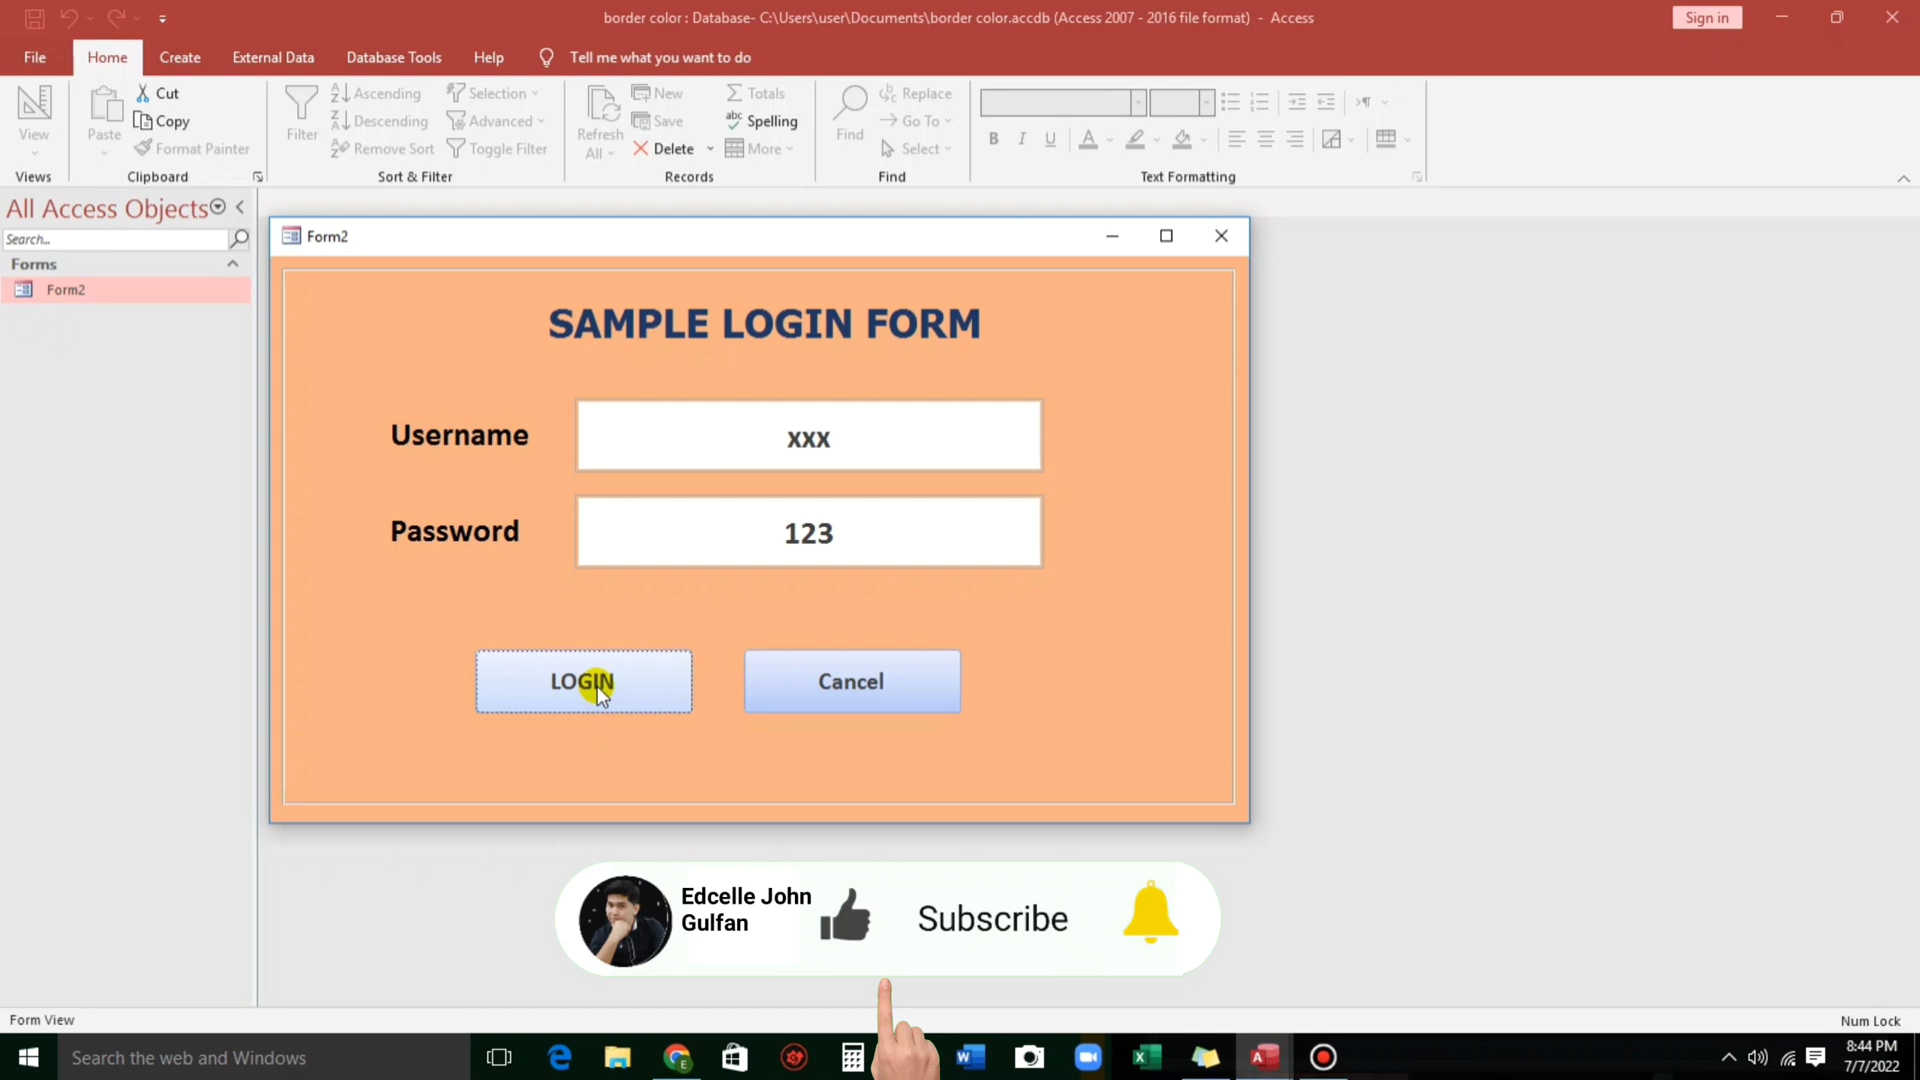 border color : Database- C:\Users\user\Documents\border color.accdb (Access 2007 - 2016 file format) - Access
Sign in
File Home Create External Data Database Tools Help Tell me what you want to do
View
Views
Paste
Cut
Copy
Format Painter
Clipboard
Filter
Ascending
Descending
Remove Sort
Selection
Advanced
Toggle Filter
Sort & Filter
Refresh
All
New
Save
Delete
Totals
Spelling
More
Records
Find
Replace
Go To
Select
Find
B I U A
Text Formatting
All Access Objects
Search...
Forms
Form2
Form2
SAMPLE LOGIN FORM
Username
xxx
Password
123
LOGIN
Cancel
Edcelle John
Gulfan
Subscribe
Form View
Num Lock
Search the web and Windows
8:44 PM
7/7/2022